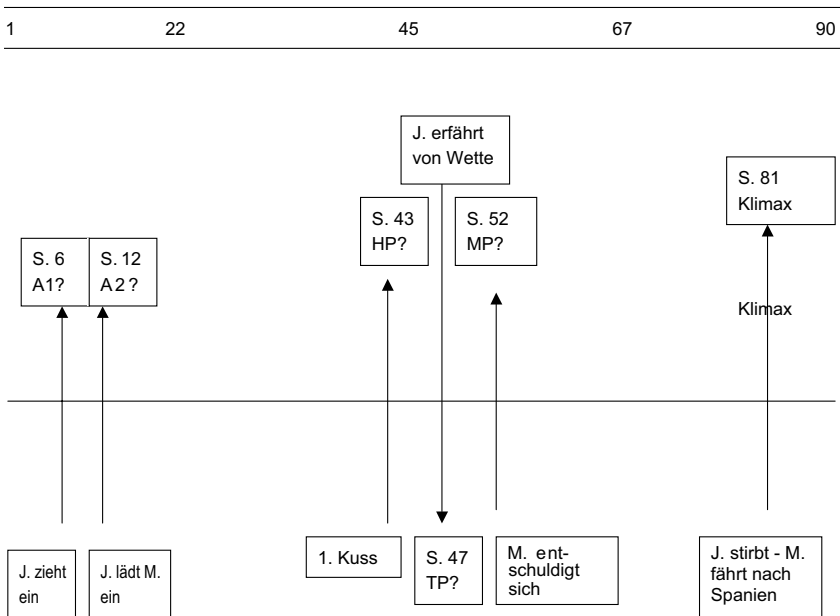 1 22 45 67 90
J. erfährt
von Wette
S. 81
Klimax
S. 43
HP?
S. 52
MP?
S. 6
A1?
S. 12
A2?
Klimax
J. zieht
ein
J. lädt M.
ein
1. Kuss
S. 47
TP?
M. ent-
schuldigt
sich
J. stirbt - M.
fährt nach
Spanien